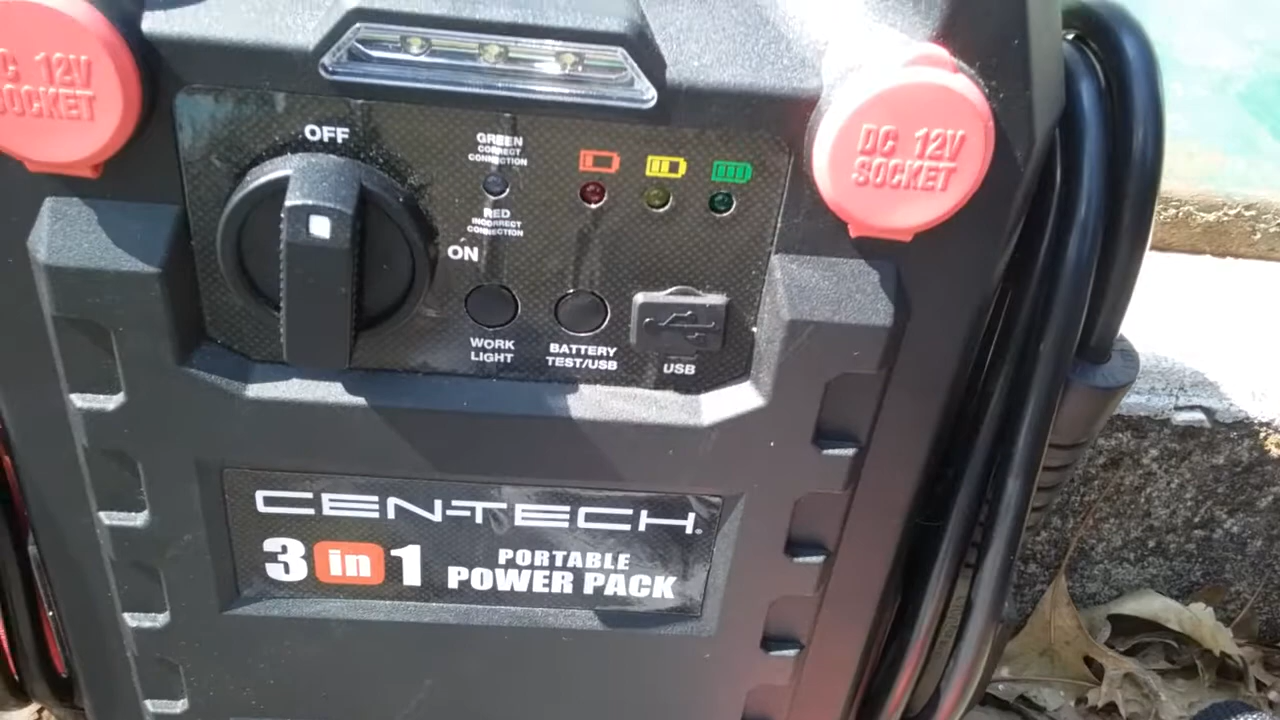 C 12V
SOCKET
OFF
GREEN
CORRECT
CONNECTION
RED
INCORRECT
CONNECTION
ON
WORK
LIGHT
BATTERY
TEST/USB
USB
DC 12V
SOCKET
CEN-TECH.
3 in 1
PORTABLE
POWER PACK